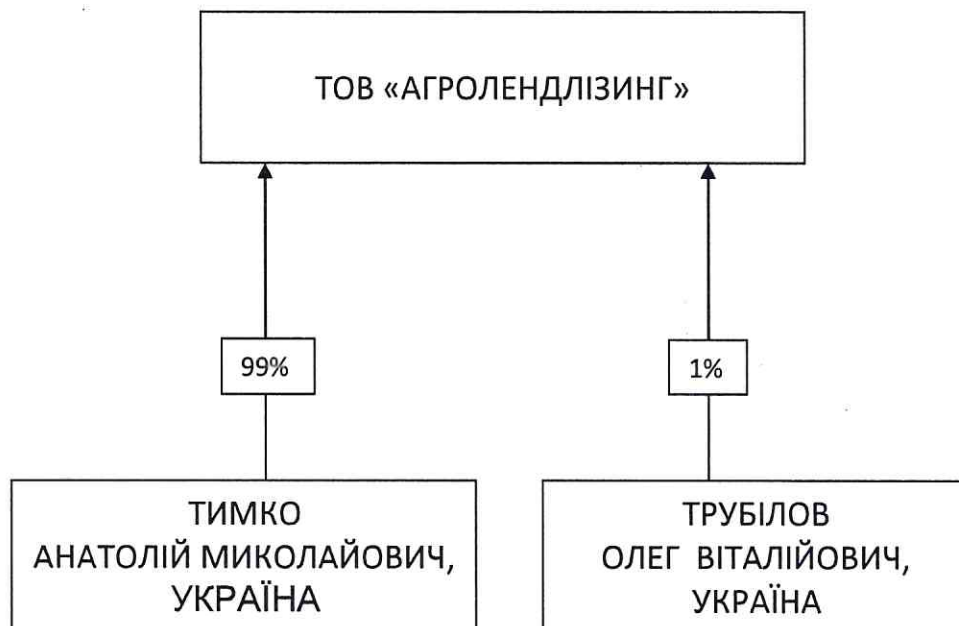 ТОВ «АГРОЛЕНДЛІЗИНГ»
99%
1%
ТИМКО
АНАТОЛІЙ МИКОЛАЙОВИЧ,
УКРАЇНА
ТРУБІЛОВ
ОЛЕГ ВІТАЛІЙОВИЧ,
УКРАЇНА